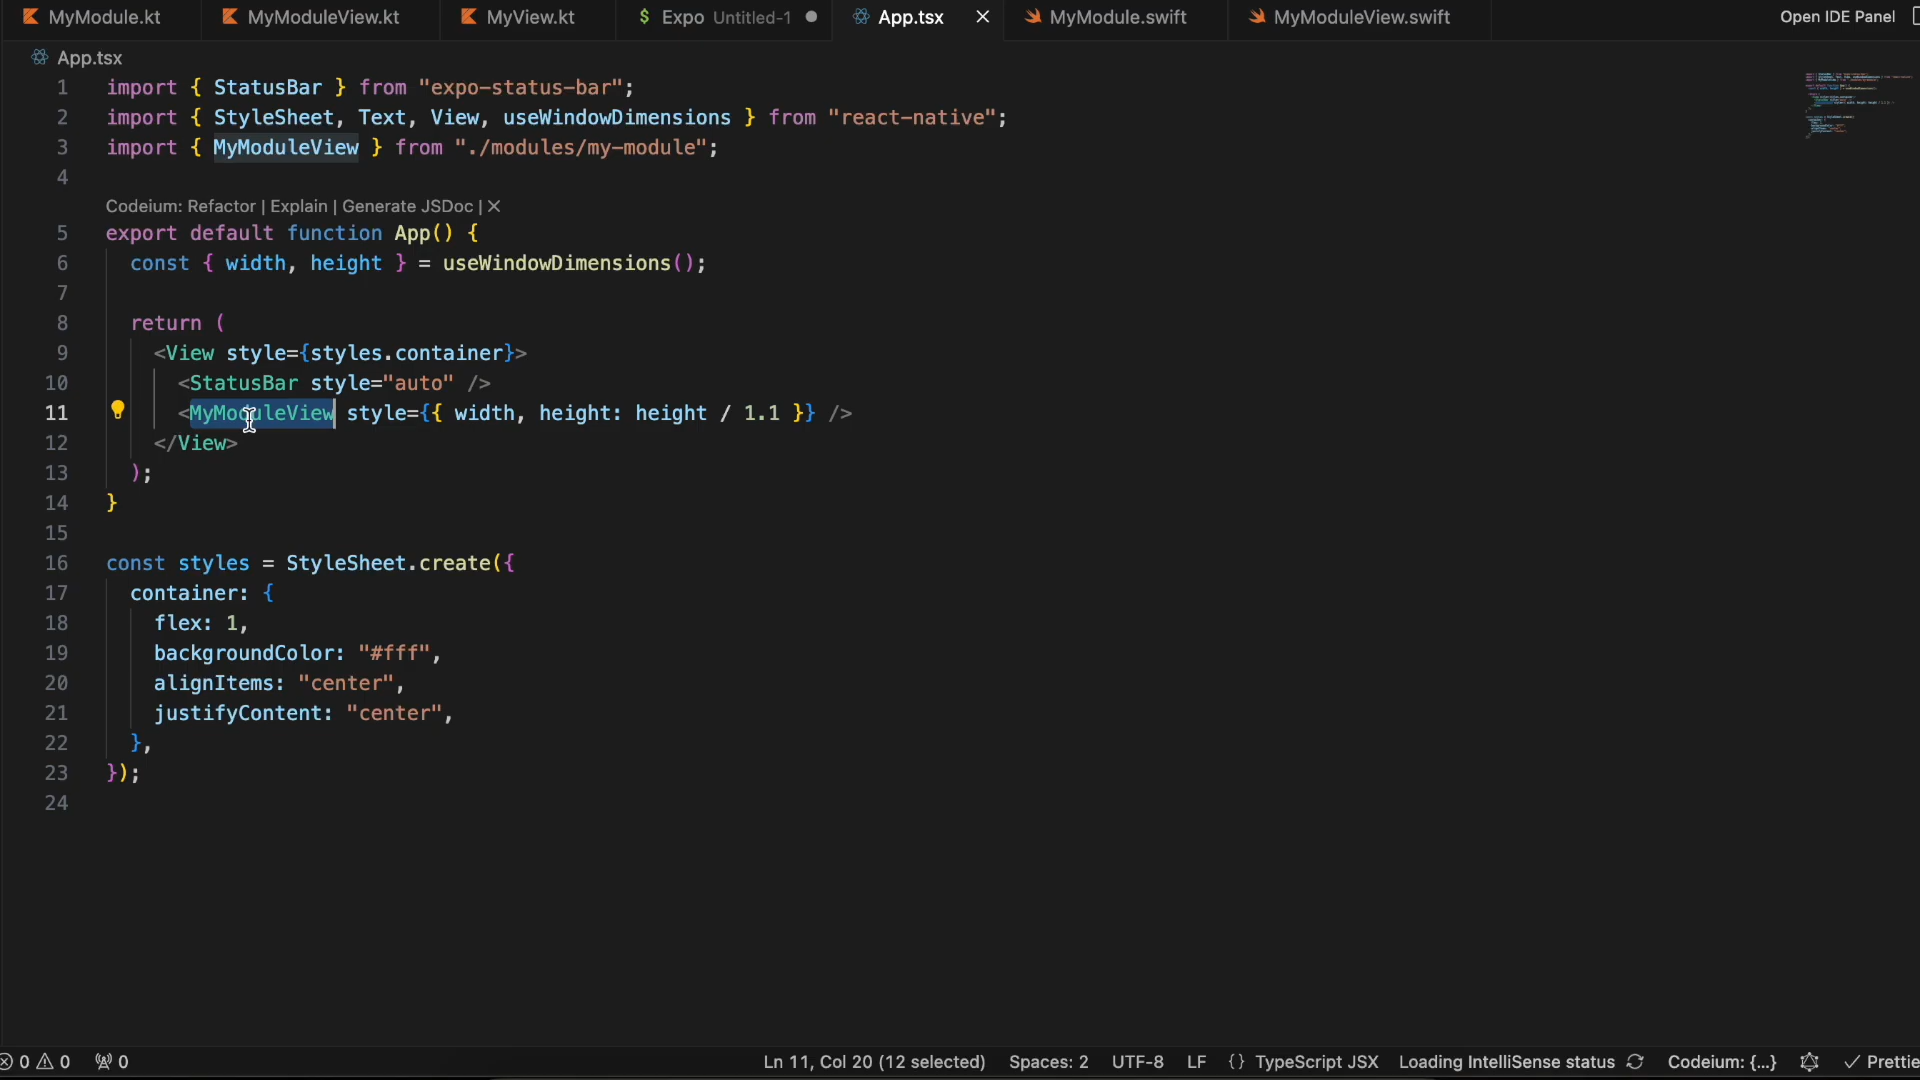 MyModule.kt MyModuleView.kt MyView.kt $ Expo Untitled-1 App.tsx MyModule.swift MyModuleView.swift Open IDE Panel
App.tsx
1 import { StatusBar } from "expo-status-bar";
2 import { StyleSheet, Text, View, useWindowDimensions } from "react-native";
3 import { MyModuleView } from "./modules/my-module";
4
Codeium: Refactor | Explain | Generate JSDoc | ✕
5 export default function App() {
6 const { width, height } = useWindowDimensions();
7
8 return (
9 <View style={styles.container}>
10 <StatusBar style="auto" />
11 <MyModuleView style={{ width, height: height / 1.1 }} />
12 </View>
13 );
14 }
15
16 const styles = StyleSheet.create({
17 container: {
18 flex: 1,
19 backgroundColor: "#fff",
20 alignItems: "center",
21 justifyContent: "center",
22 },
23 });
24
0 0 0 Ln 11, Col 20 (12 selected) Spaces: 2 UTF-8 LF {} TypeScript JSX Loading IntelliSense status Codeium: {...} Prettie